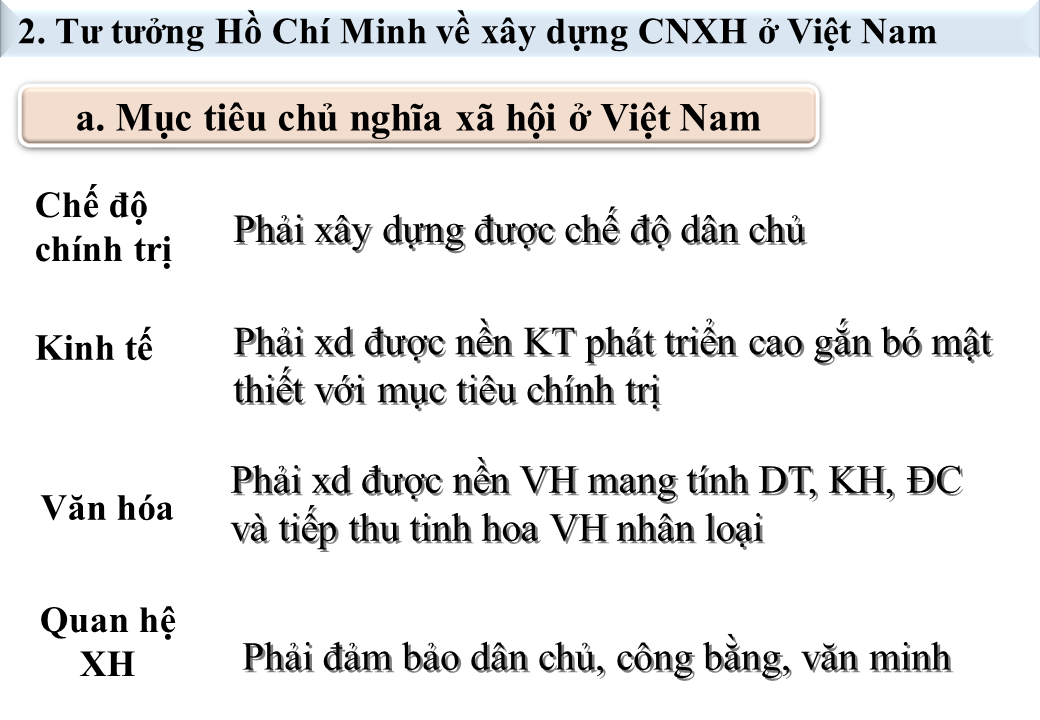 2. Tư tưởng Hồ Chí Minh về xây dựng CNXH ở Việt Nam
a. Mục tiêu chủ nghĩa xã hội ở Việt Nam
Chế độ
chính trị
Phải xây dựng được chế độ dân chủ
Kinh tế
Phải xd được nền KT phát triển cao gắn bó mật
thiết với mục tiêu chính trị
Văn hóa
Phải xd được nền VH mang tính DT, KH, ĐC
và tiếp thu tinh hoa VH nhân loại
Quan hệ
XH
Phải đảm bảo dân chủ, công bằng, văn minh